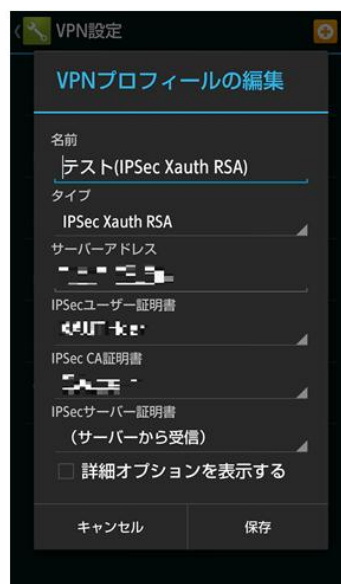 VPN設定
VPNプロフィールの編集
名前
テスト(IPSec Xauth RSA)
タイプ
IPSec Xauth RSA
サーバーアドレス
IPSecユーザー証明書
IPSec CA証明書
IPSecサーバー証明書
(サーバーから受信)
詳細オプションを表示する
キャンセル
保存